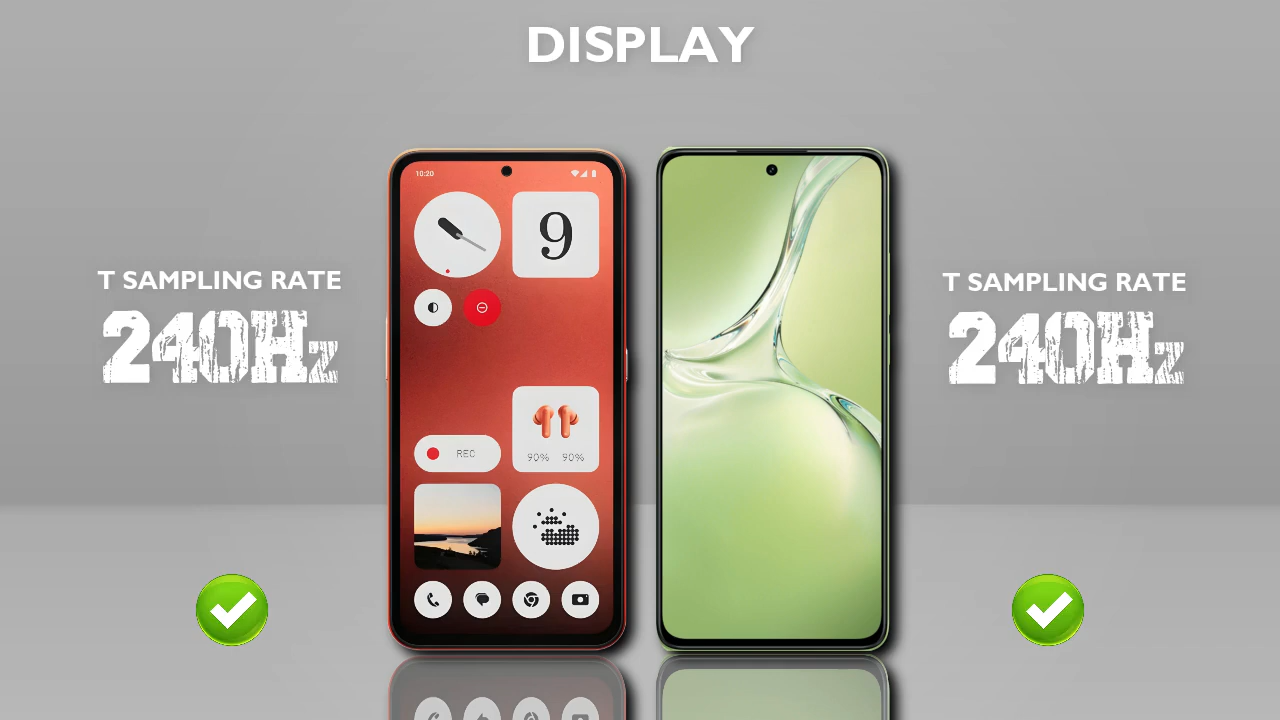 DISPLAY
10:20
9
T SAMPLING RATE
240Hz
T SAMPLING RATE
240Hz
REC
90% 90%